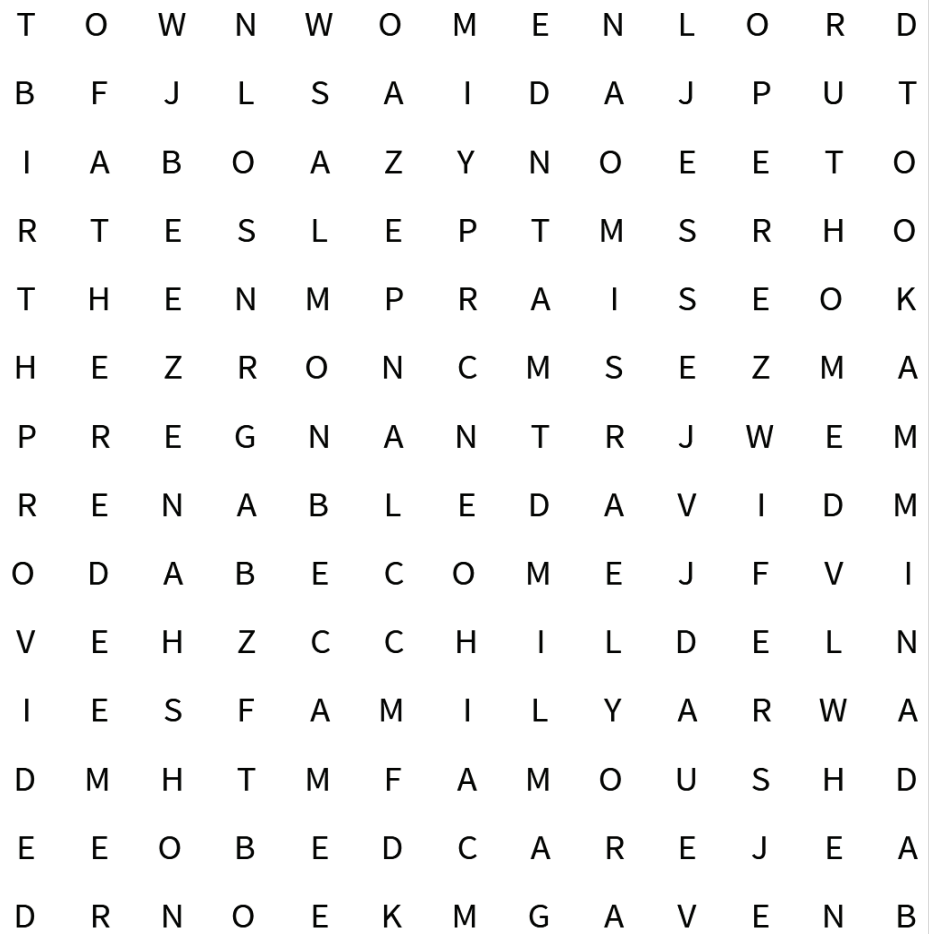 T O W N W O M E N L O R D
B F J L S A I D A J P U T
I A B O A Z Y N O E E T O
R T E S L E P T M S R H O
T H E N M P R A I S E O K
H E Z R O N C M S E Z M A
P R E G N A N T R J W E M
R E N A B L E D A V I D M
O D A B E C O M E J F V I
V E H Z C C H I L D E L N
I E S F A M I L Y A R W A
D M H T M F A M O U S H D
E E O B E D C A R E J E A
D R N O E K M G A V E N B